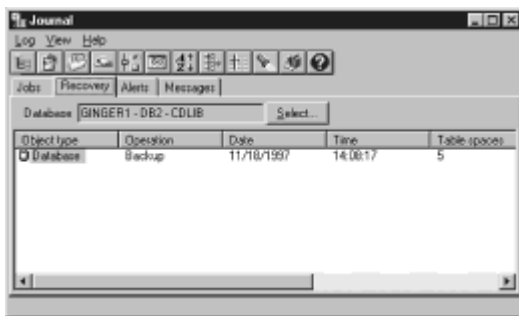 Journal
Log View Help
Jobs Recovery Alerts Messages
Database GINGER1 - DB2 - CDLIB Select...
Object type Operation Date Time Table spaces
Database Backup 11/18/1997 14:08:17 5